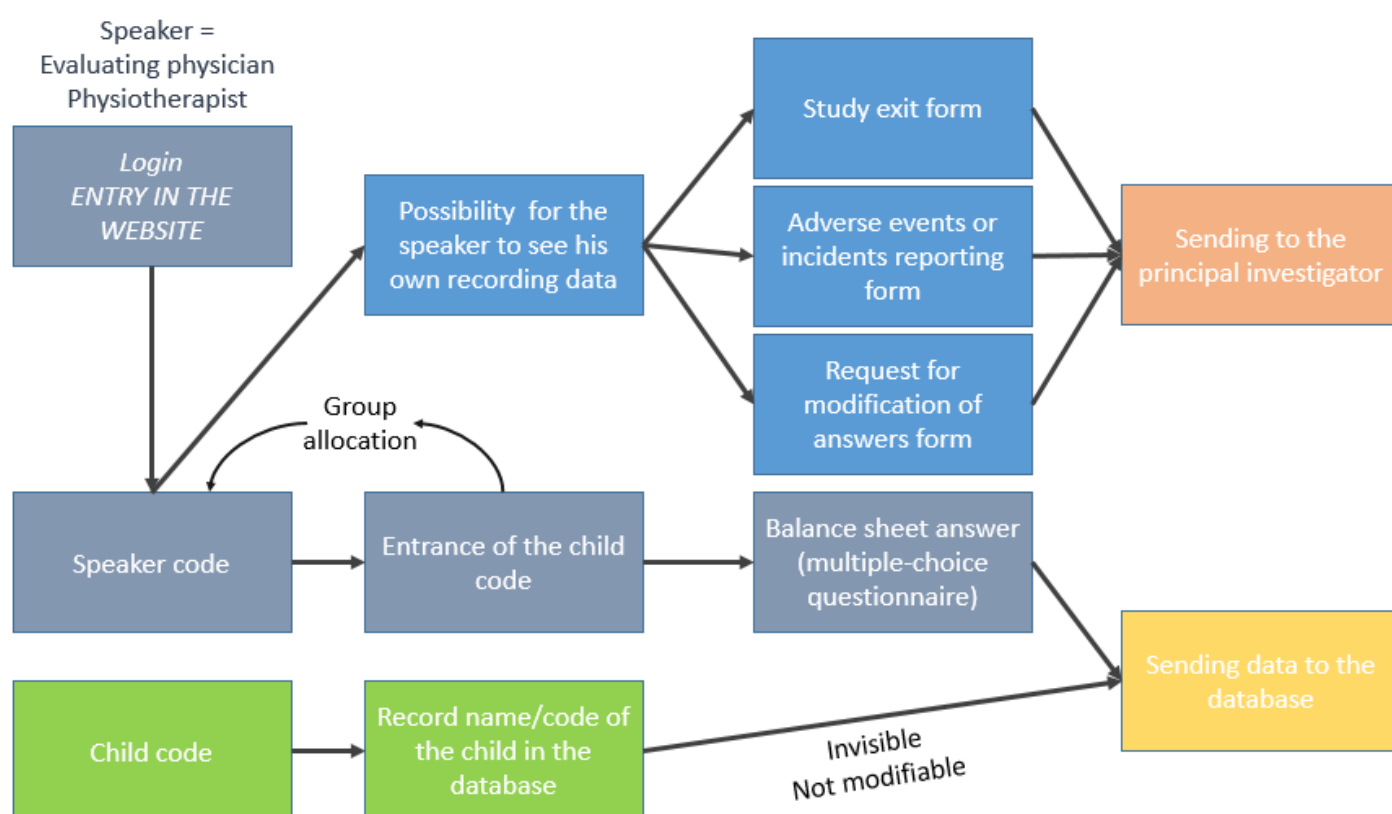 Speaker =
Evaluating physician
Physiotherapist
Login
ENTRY IN THE
WEBSITE
Possibility for the
speaker to see his
own recording data
Study exit form
Adverse events or
incidents reporting
form
Request for
modification of
answers form
Sending to the
principal investigator
Group
allocation
Speaker code
Entrance of the child
code
Balance sheet answer
(multiple-choice
questionnaire)
Sending data to the
database
Child code
Record name/code of
the child in the
database
Invisible
Not modifiable